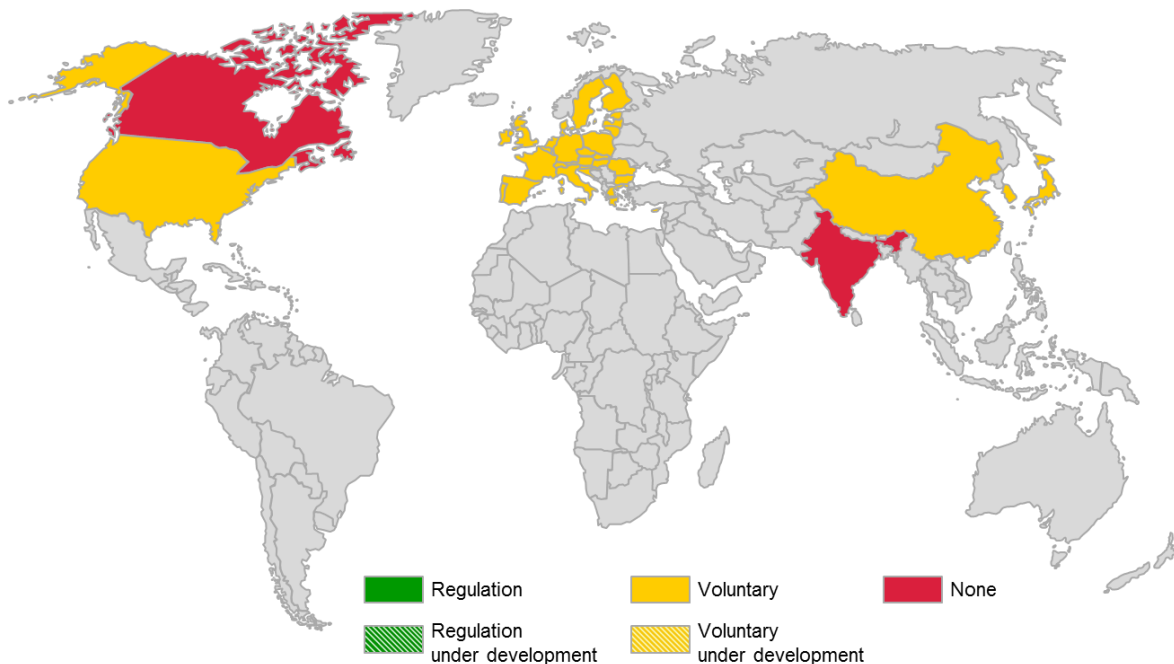 Regulation
Voluntary
None
Regulation
under development
Voluntary
under development